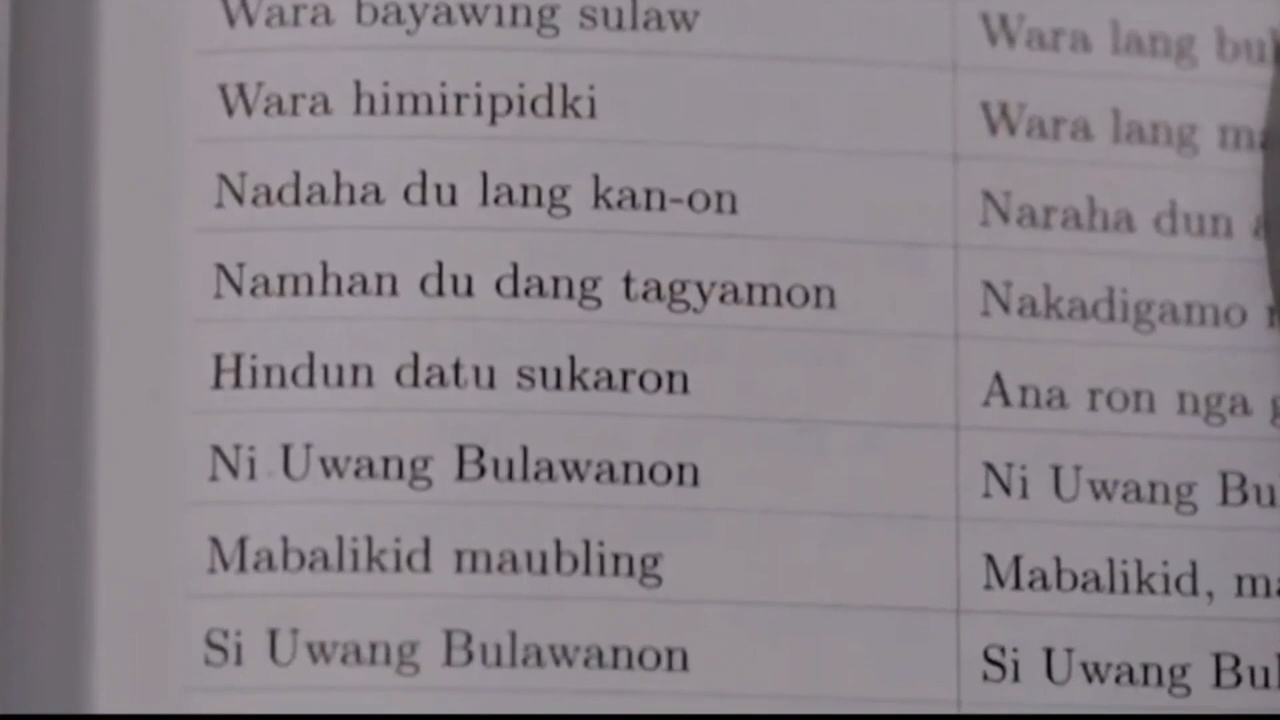 Wara bayawing sulaw
Wara lang
Wara himiripidki
Wara lang
Nadaha du lang kan-on
Naraha dun
Namhan du dang tagyamon
Nakadigamo
Hindun datu sukaron
Ana ron nga
Ni Uwang Bulawanon
Ni Uwang
Mabalikid maubling
Mabalikid,
Si Uwang Bulawanon
Si Uwang